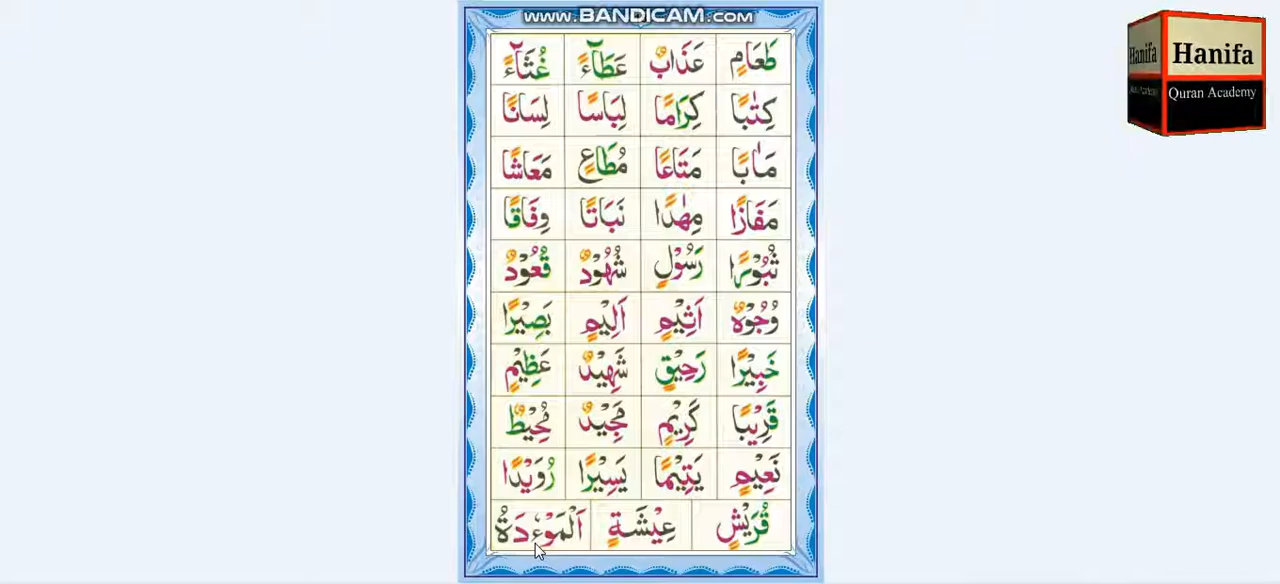 WWW.BANDICAM.COM
Hanifa Hanifa
Quran Academy
طَعَامٍ عَذَابٌ عَطَآءً غُثَآءً
كِتٰبًا كِرَامًا لِبَاسًا لِسَانًا
مَاٰبًا مَتَاعًا مُطَاعٍ مَعَاشًا
مَفَازًا مِهٰدًا نَبَاتًا وِفَاقًا
ثُبُوْرًا رَسُوْلٍ شُهُوْدٌ قُعُوْدٌ
وُجُوْهٌ اَثِيْمٍ اَلِيْمٍ بَصِيْرًا
خَبِيْرًا رَحِيْقٍ شَهِيْدٌ عَظِيْمٍ
قَرِيْبًا كَرِيْمٍ مَجِيْدٌ مُحِيْطٌ
نَعِيْمٍ يَتِيْمًا يَسِيْرًا رُوَيْدًا
قُرَيْشٍ عِيْشَةٍ اَلْمَوْءٗدَةُ